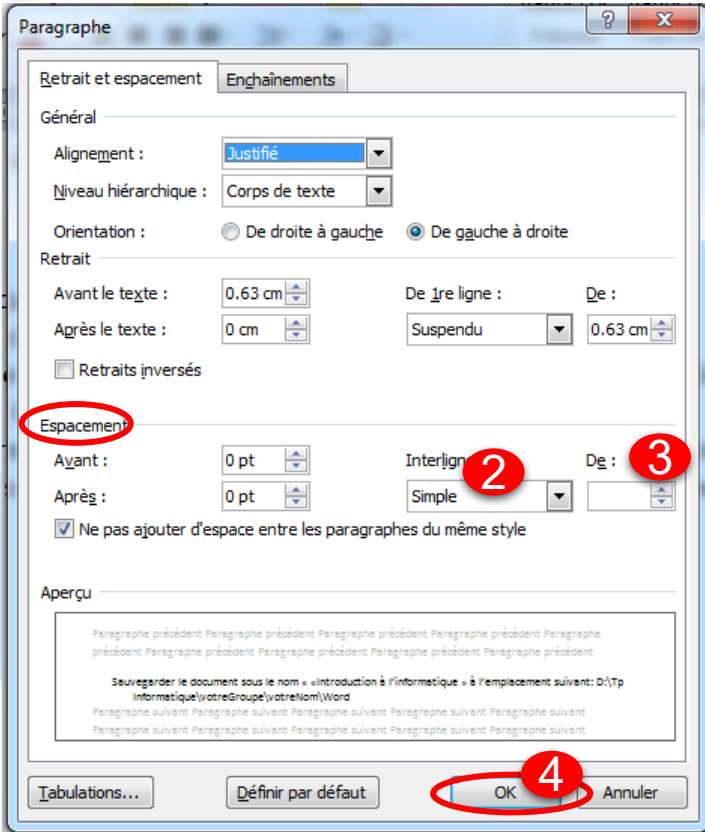 Paragraphe
Retrait et espacement Enchaînements
Général
Alignement : Justifié
Niveau hiérarchique : Corps de texte
Orientation : De droite à gauche De gauche à droite
Retrait
Avant le texte : 0.63 cm De 1re ligne : De :
Après le texte : 0 cm Suspendu 0.63 cm
Retraits inversés
Espacement
Avant : 0 pt Interligne 2 De : 3
Après : 0 pt Simple
Ne pas ajouter d'espace entre les paragraphes du même style
Aperçu
Paragraphe précédent Paragraphe précédent Paragraphe précédent Paragraphe précédent Paragraphe
précédent Paragraphe précédent Paragraphe précédent Paragraphe précédent Paragraphe précédent
Sauvegarder le document sous le nom « «Introduction à l'informatique » à l'emplacement suivant: D:\Tp
Informatique\votreGroupe\votreNom\Word
Paragraphe suivant Paragraphe suivant Paragraphe suivant Paragraphe suivant Paragraphe suivant
Paragraphe suivant Paragraphe suivant Paragraphe suivant Paragraphe suivant Paragraphe suivant
4
Tabulations... Définir par défaut OK Annuler